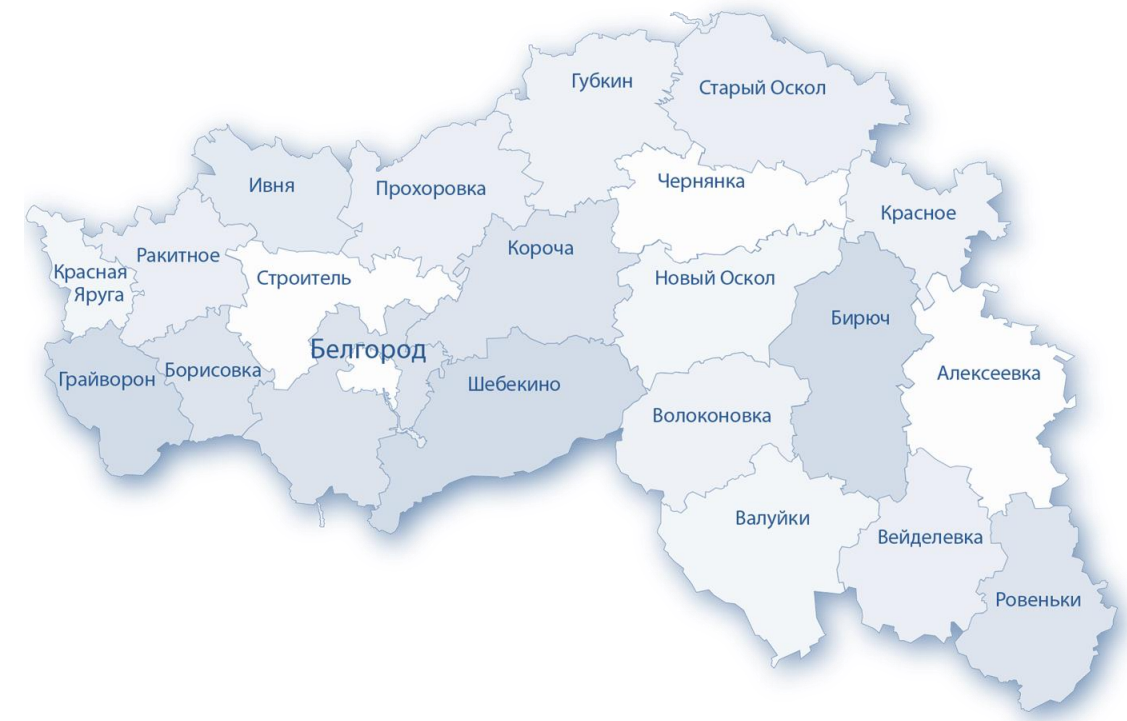 Губкин
Старый Оскол
Ивня
Прохоровка
Чернянка
Красное
Ракитное
Короча
Красная
Яруга
Строитель
Новый Оскол
Бирюч
Белгород
Грайворон
Борисовка
Шебекино
Алексеевка
Волоконовка
Валуйки
Вейделевка
Ровеньки